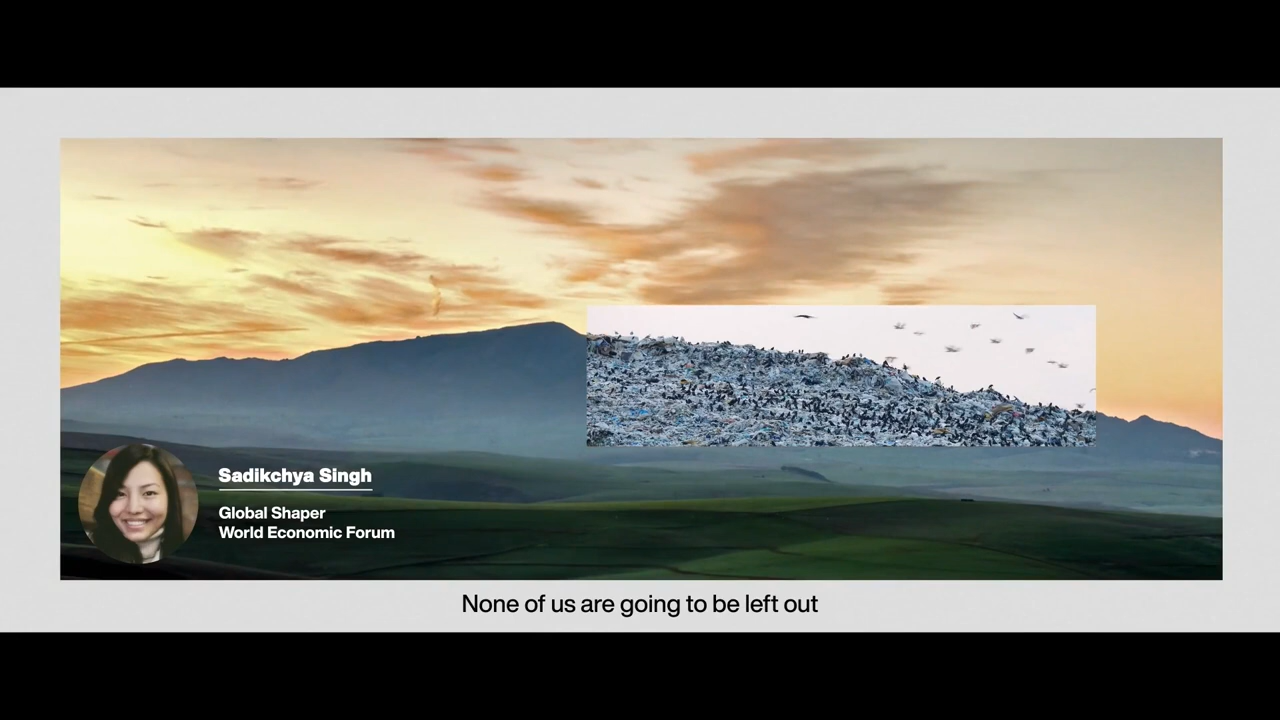 Sadikchya Singh
Global Shaper
World Economic Forum
None of us are going to be left out